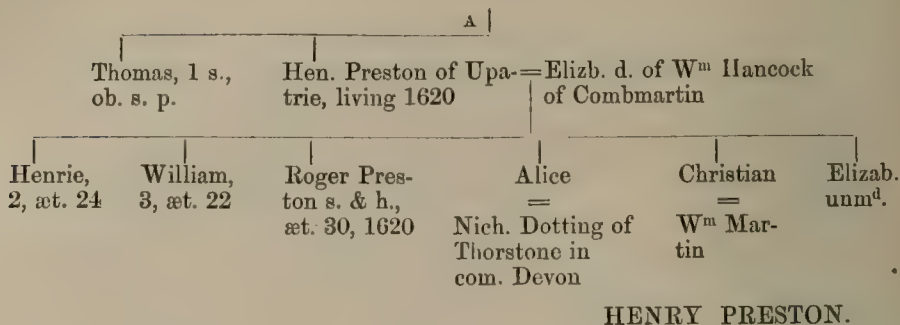 A
Thomas, 1 s.,
ob. s. p.
Hen. Preston of Upa-
trie, living 1620
=
Elizb. d. of Wᵐ Hancock
of Combmartin
Henrie,
2, æt. 24
William,
3, æt. 22
Roger Pres-
ton s. & h.,
æt. 30, 1620
Alice
=
Nich. Dotting of
Thorstone in
com. Devon
Christian
=
Wᵐ Mar-
tin
Elizab.
unmᵈ.
HENRY PRESTON.